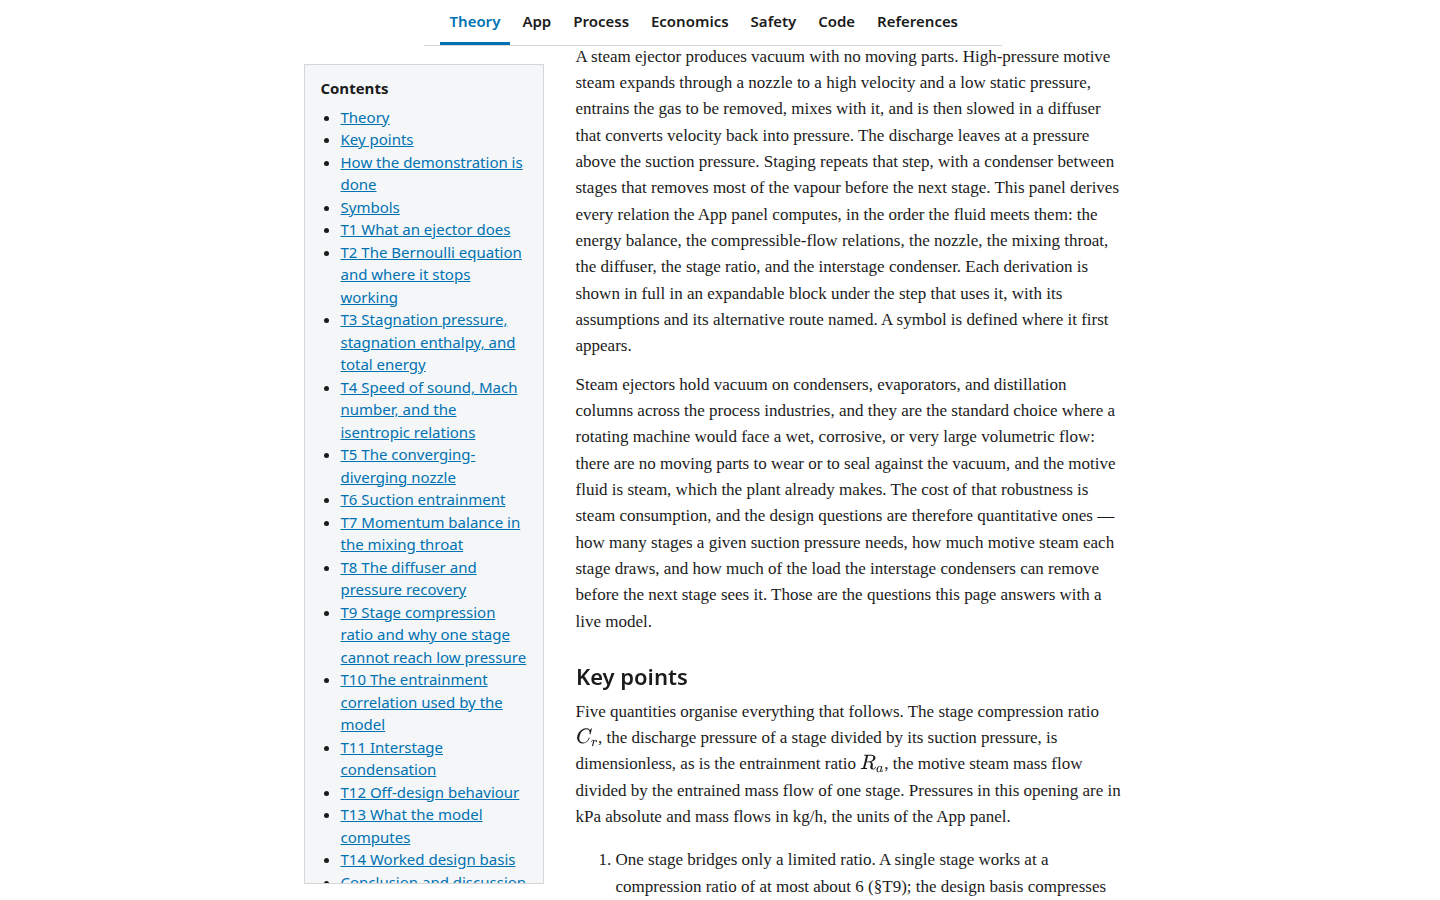 Theory App Process Economics Safety Code References
Contents
Theory
Key points
How the demonstration is
done
Symbols
T1 What an ejector does
T2 The Bernoulli equation
and where it stops
working
T3 Stagnation pressure,
stagnation enthalpy, and
total energy
T4 Speed of sound, Mach
number, and the
isentropic relations
T5 The converging-
diverging nozzle
T6 Suction entrainment
T7 Momentum balance in
the mixing throat
T8 The diffuser and
pressure recovery
T9 Stage compression
ratio and why one stage
cannot reach low pressure
T10 The entrainment
correlation used by the
model
T11 Interstage
condensation
T12 Off-design behaviour
T13 What the model
computes
T14 Worked design basis
Conclusion and discussion
A steam ejector produces vacuum with no moving parts. High-pressure motive
steam expands through a nozzle to a high velocity and a low static pressure,
entrains the gas to be removed, mixes with it, and is then slowed in a diffuser
that converts velocity back into pressure. The discharge leaves at a pressure
above the suction pressure. Staging repeats that step, with a condenser between
stages that removes most of the vapour before the next stage. This panel derives
every relation the App panel computes, in the order the fluid meets them: the
energy balance, the compressible-flow relations, the nozzle, the mixing throat,
the diffuser, the stage ratio, and the interstage condenser. Each derivation is
shown in full in an expandable block under the step that uses it, with its
assumptions and its alternative route named. A symbol is defined where it first
appears.
Steam ejectors hold vacuum on condensers, evaporators, and distillation
columns across the process industries, and they are the standard choice where a
rotating machine would face a wet, corrosive, or very large volumetric flow:
there are no moving parts to wear or to seal against the vacuum, and the motive
fluid is steam, which the plant already makes. The cost of that robustness is
steam consumption, and the design questions are therefore quantitative ones —
how many stages a given suction pressure needs, how much motive steam each
stage draws, and how much of the load the interstage condensers can remove
before the next stage sees it. Those are the questions this page answers with a
live model.
Key points
Five quantities organise everything that follows. The stage compression ratio
C_r, the discharge pressure of a stage divided by its suction pressure, is
dimensionless, as is the entrainment ratio R_a, the motive steam mass flow
divided by the entrained mass flow of one stage. Pressures in this opening are in
kPa absolute and mass flows in kg/h, the units of the App panel.
1. One stage bridges only a limited ratio. A single stage works at a
compression ratio of at most about 6 (§T9); the design basis compresses